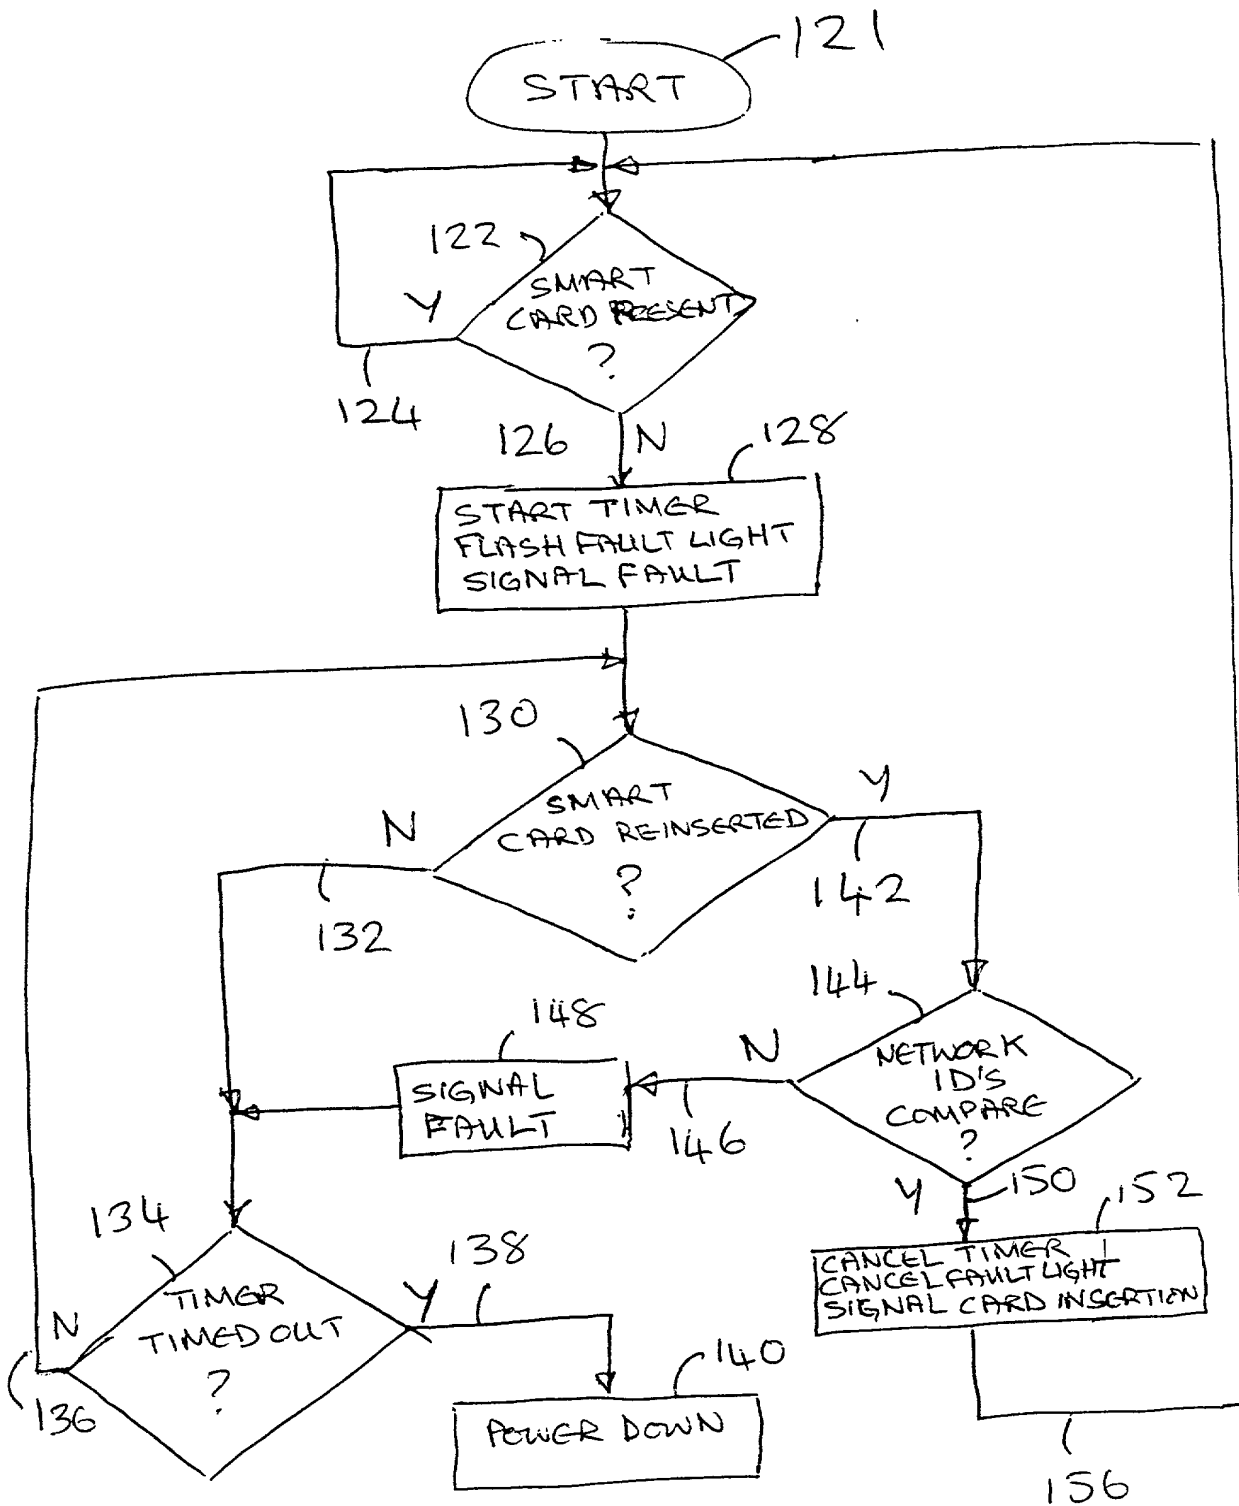 121
START
122
SMART
CARD PRESENT
?
Y
124
126
N
128
START TIMER
FLASH FAULT LIGHT
SIGNAL FAULT
130
SMART
CARD REINSERTED
?
N
Y
132
142
144
NETWORK
ID'S
COMPARE
?
N
148
SIGNAL
FAULT
146
Y
150
152
CANCEL TIMER
CANCEL FAULT LIGHT
SIGNAL CARD INSERTION
134
TIMER
TIMED OUT
?
N
136
Y
138
140
POWER DOWN
156